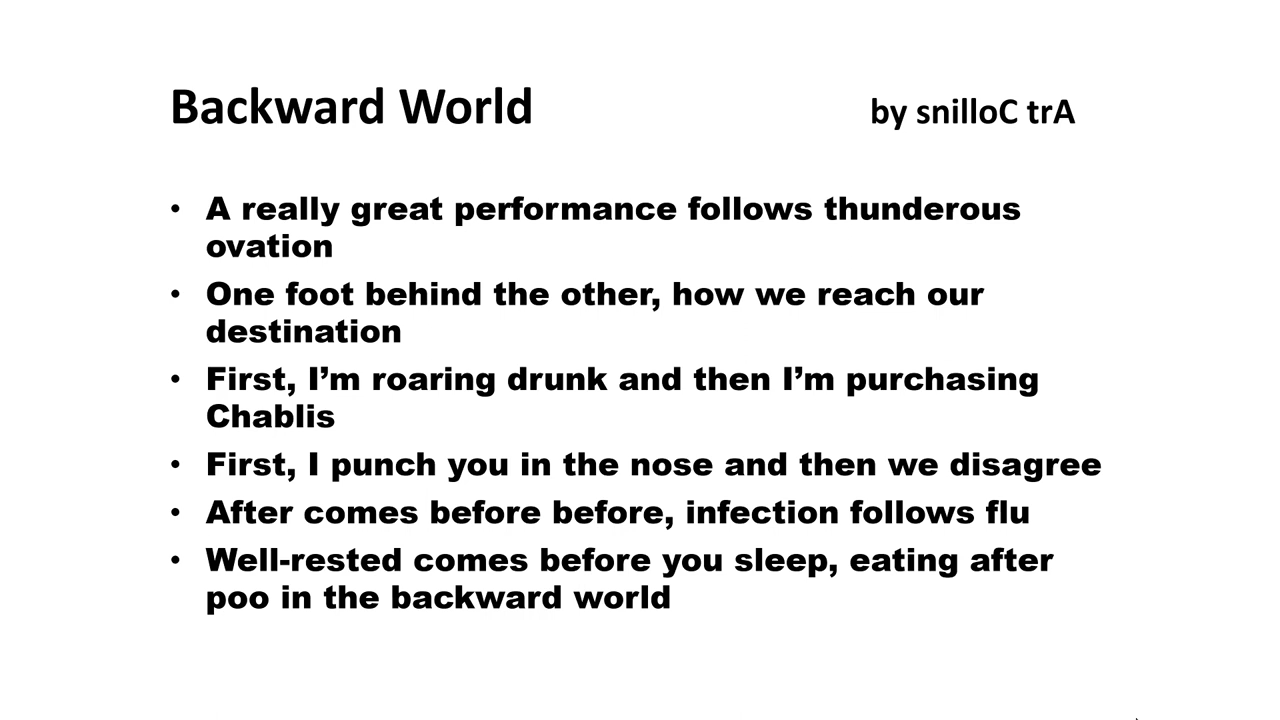 Backward World by snilloC trA
• A really great performance follows thunderous
ovation
• One foot behind the other, how we reach our
destination
• First, I’m roaring drunk and then I’m purchasing
Chablis
• First, I punch you in the nose and then we disagree
• After comes before before, infection follows flu
• Well-rested comes before you sleep, eating after
poo in the backward world